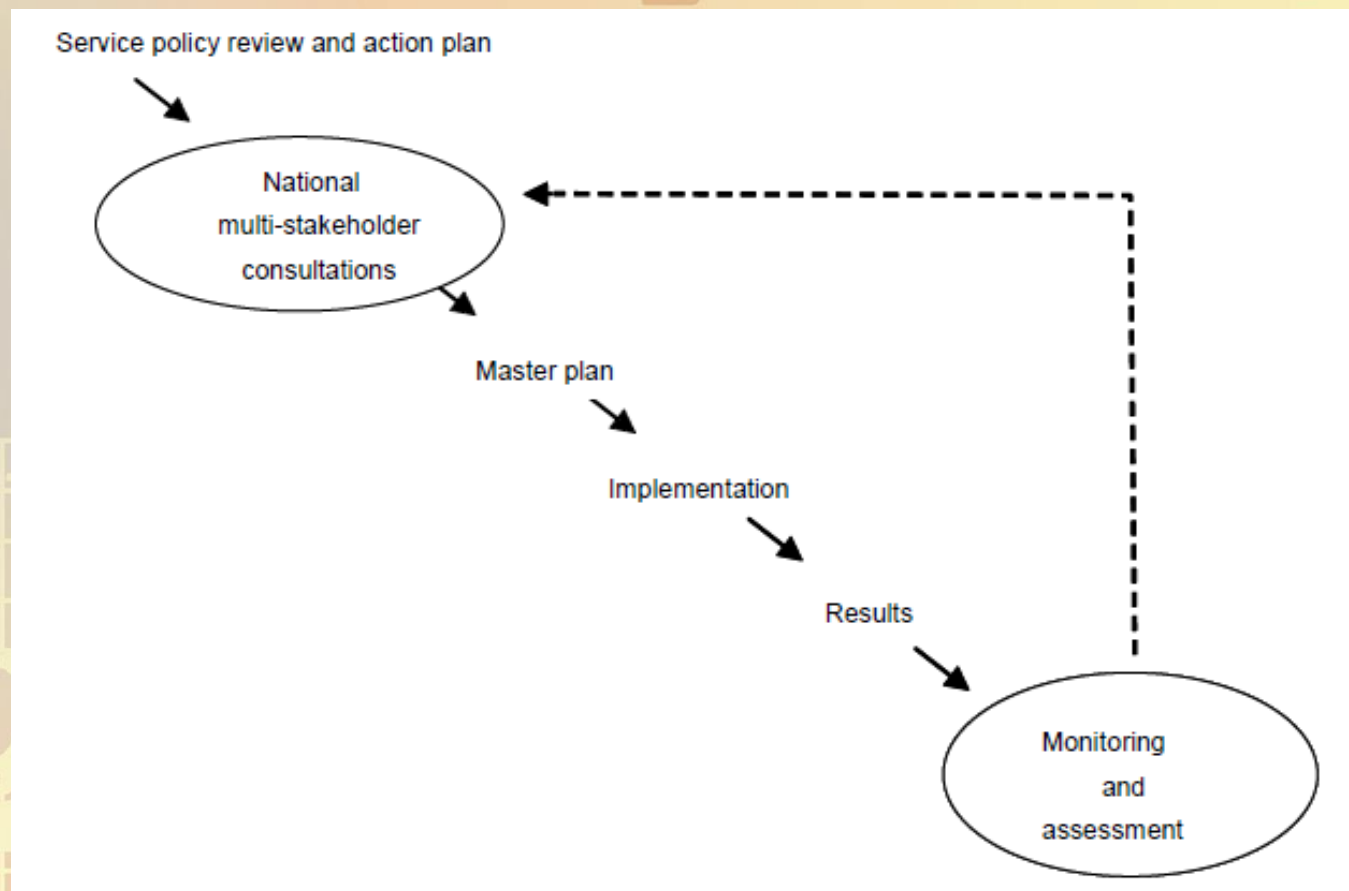 Service policy review and action plan
National
multi-stakeholder
consultations
Master plan
Implementation
Results
Monitoring
and
assessment